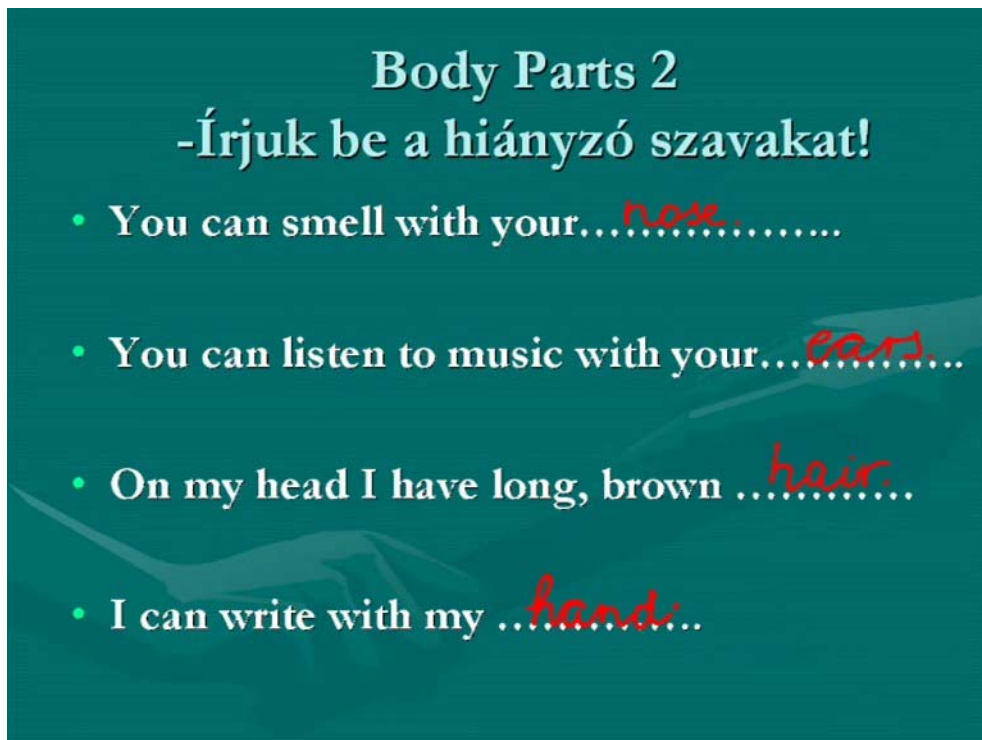 Body Parts 2
-Írjuk be a hiányzó szavakat!
• You can smell with your...nose...........
• You can listen to music with your...ears......
• On my head I have long, brown ...hair......
• I can write with my ...hand......